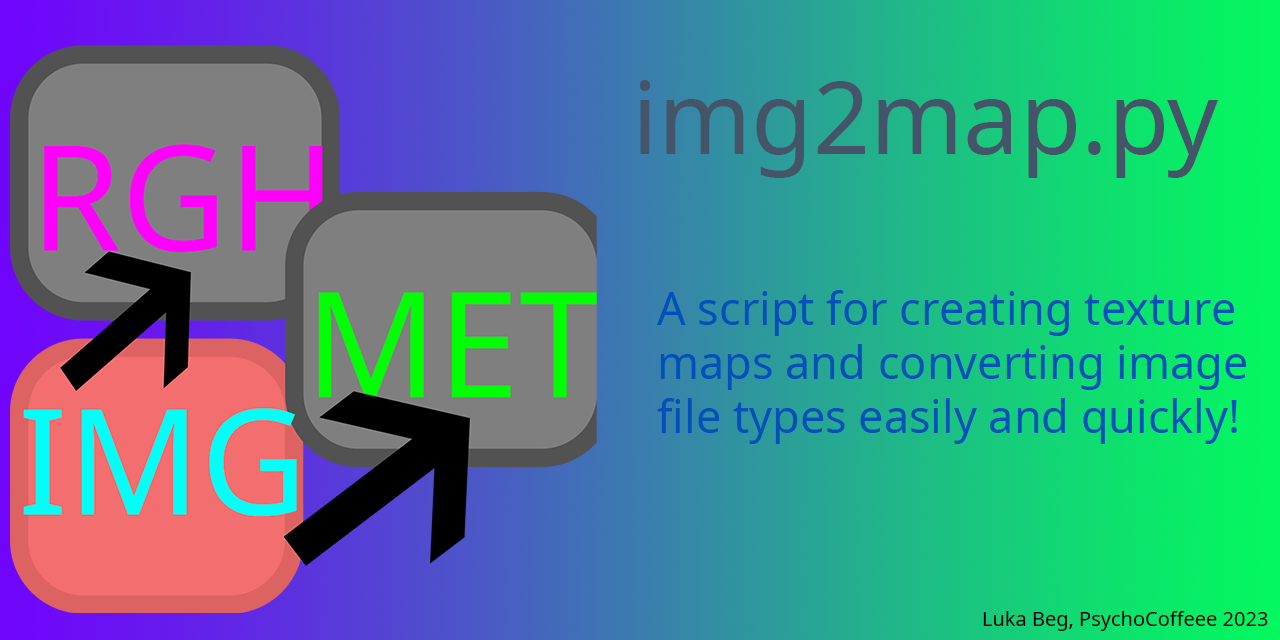 RGH
MET
IMG
img2map.py
A script for creating texture
maps and converting image
file types easily and quickly!
Luka Beg, PsychoCoffeee 2023